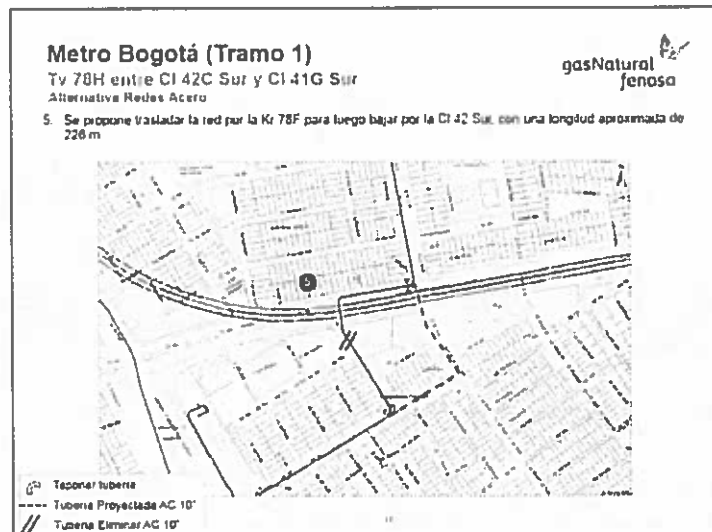 Metro Bogotá (Tramo 1)
Tv 78H entre Cl 42C Sur y Cl 41G Sur
Alternativa Redes Acero
gasNatural
fenosa
5. Se propone trasladar la red por la Kr 78F para luego bajar por la Cl 42 Sur, con una longitud aproximada de
226 m
5
Taponar tubería
Tubería Proyectada AC 10"
Tubería Eliminar AC 10"